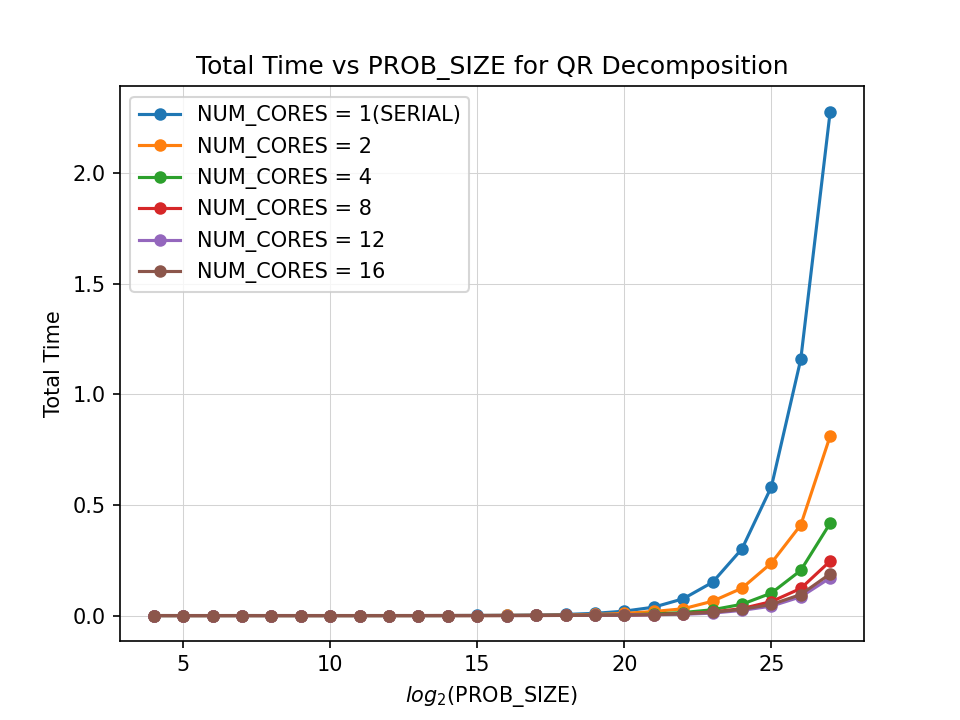 Total Time vs PROB_SIZE for QR Decomposition
NUM_CORES = 1(SERIAL)
NUM_CORES = 2
NUM_CORES = 4
NUM_CORES = 8
NUM_CORES = 12
NUM_CORES = 16
Total Time
2.0
1.5
1.0
0.5
0.0
5 10 15 20 25
log₂(PROB_SIZE)